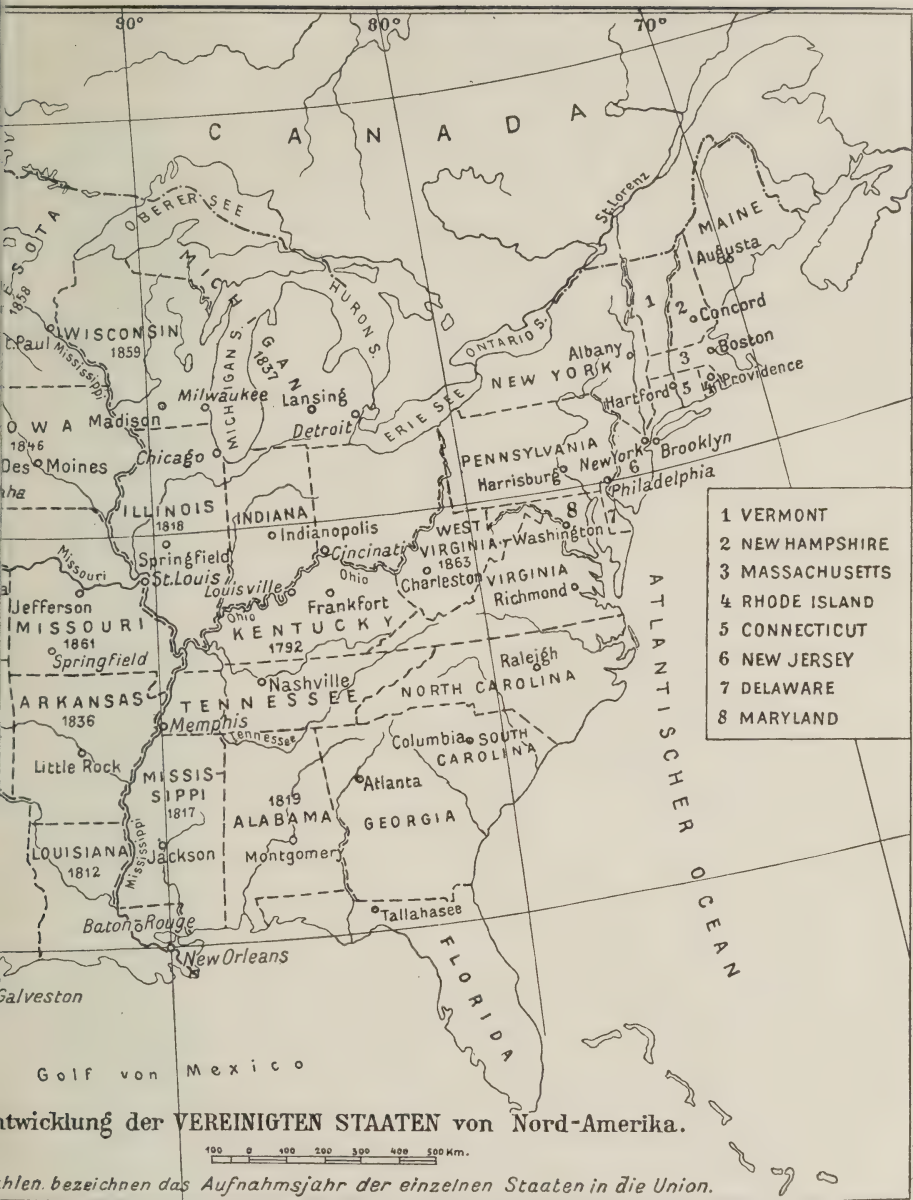 90°
80°
70°
CANADA
St.Lorenz
OBERER SEE
MAINE
Augusta
ESOTA
1858
MICHIGAN
1837
HURON S.
1
2
Concord
t.Paul
WISCONSIN
1859
Mississippi
MICHIGAN S.
ONTARIO S.
Albany
3
Boston
NEW YORK
Milwaukee
Lansing
Hartford
5
4
Providence
OWA
1846
Madison
Detroit
ERIE SEE
Des Moines
Chicago
PENNSYLVANIA
New York
Brooklyn
Harrisburg
6
Philadelphia
aha
ILLINOIS
1818
INDIANA
Indianopolis
WEST
VIRGINIA
1863
8
7
Washington
Springfield
Cincinati
Missouri
St.Louis
Louisville
Ohio
Charleston
VIRGINIA
Richmond
Jefferson
Frankfort
Ohio
MISSOURI
1861
KENTUCKY
1792
Springfield
Raleigh
Nashville
NORTH CAROLINA
ARKANSAS
1836
TENNESSEE
Memphis
Tennessee
Columbia
SOUTH
CAROLINA
Little Rock
MISSIS-
SIPPI
1817
Atlanta
1819
ALABAMA
GEORGIA
LOUISIANA
1812
Mississippi
Jackson
Montgomery
Baton Rouge
Tallahasee
New Orleans
FLORIDA
Galveston
Golf von Mexico
ATLANTISCHER OCEAN
1 VERMONT
2 NEW HAMPSHIRE
3 MASSACHUSETTS
4 RHODE ISLAND
5 CONNECTICUT
6 NEW JERSEY
7 DELAWARE
8 MARYLAND
ntwicklung der VEREINIGTEN STAATEN von Nord-Amerika.
100 0 100 200 300 400 500 Km.
hlen bezeichnen das Aufnahmsjahr der einzelnen Staaten in die Union.